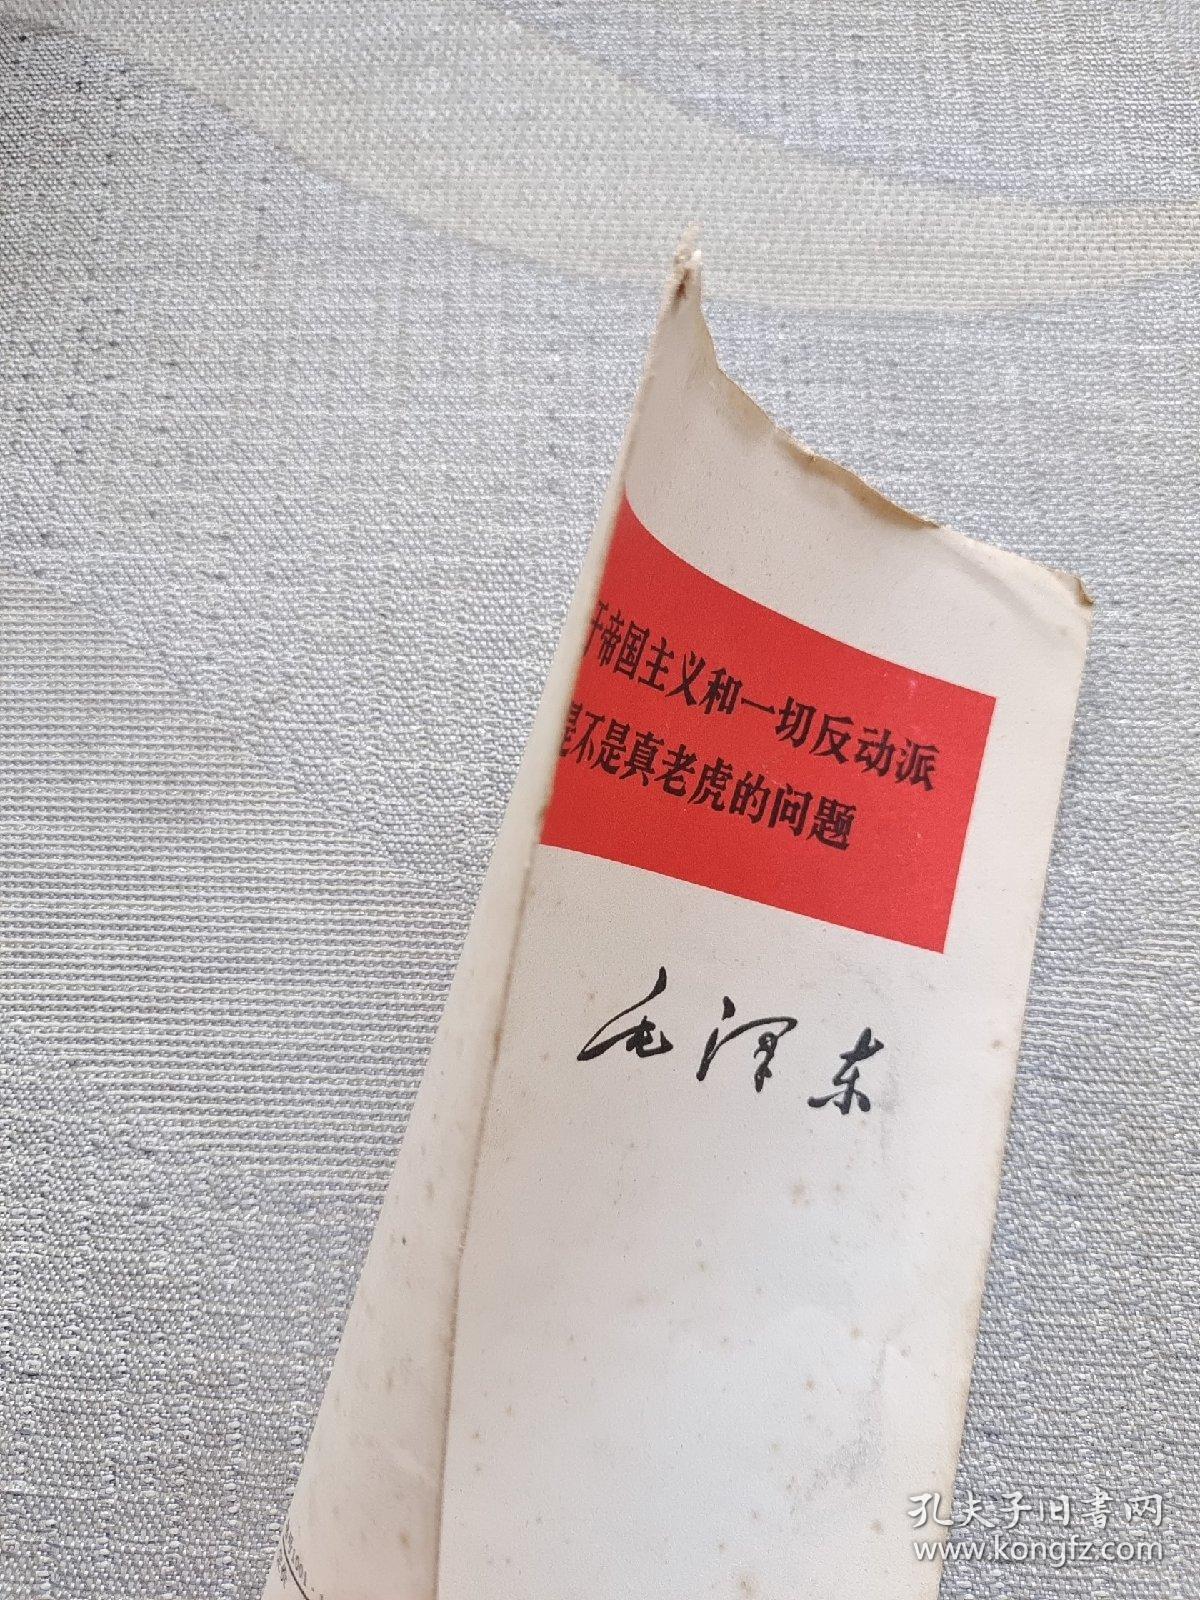 于帝国主义和一切反动派
是不是真老虎的问题
毛泽东
孔夫子旧书网
www.kongfz.com